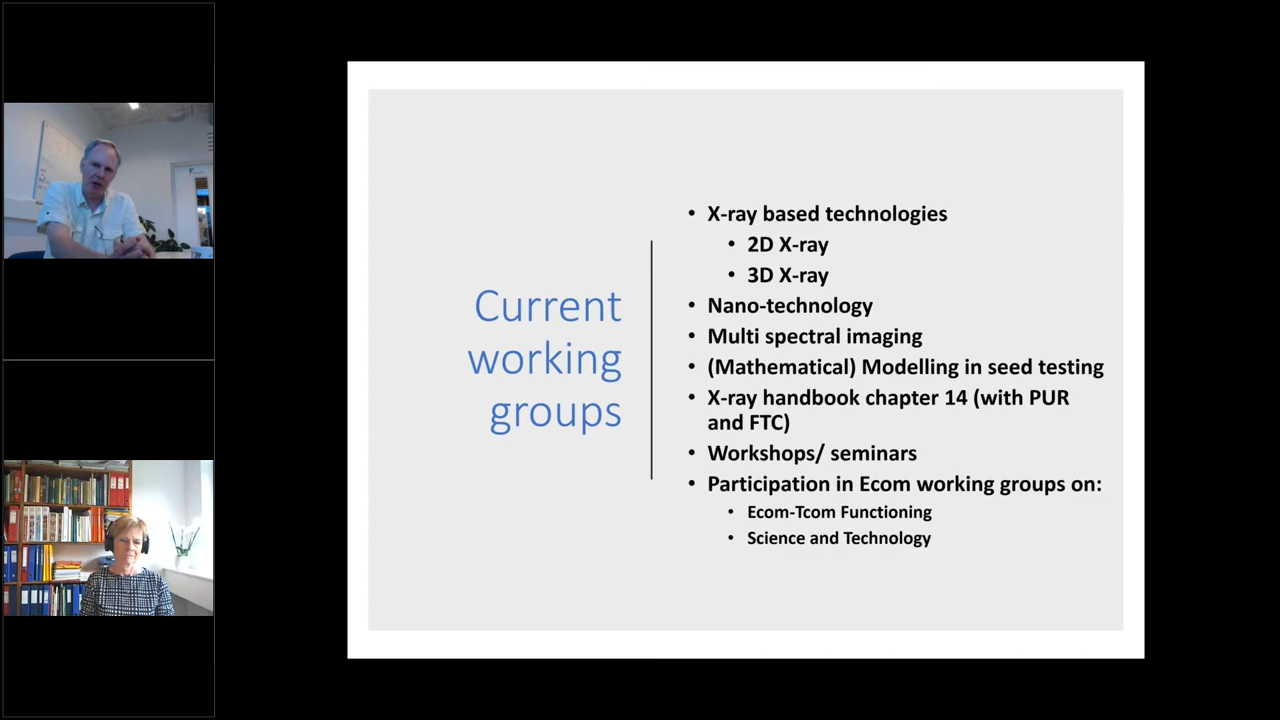 Current
working
groups
• X-ray based technologies
• 2D X-ray
• 3D X-ray
• Nano-technology
• Multi spectral imaging
• (Mathematical) Modelling in seed testing
• X-ray handbook chapter 14 (with PUR
and FTC)
• Workshops/ seminars
• Participation in Ecom working groups on:
• Ecom-Tcom Functioning
• Science and Technology